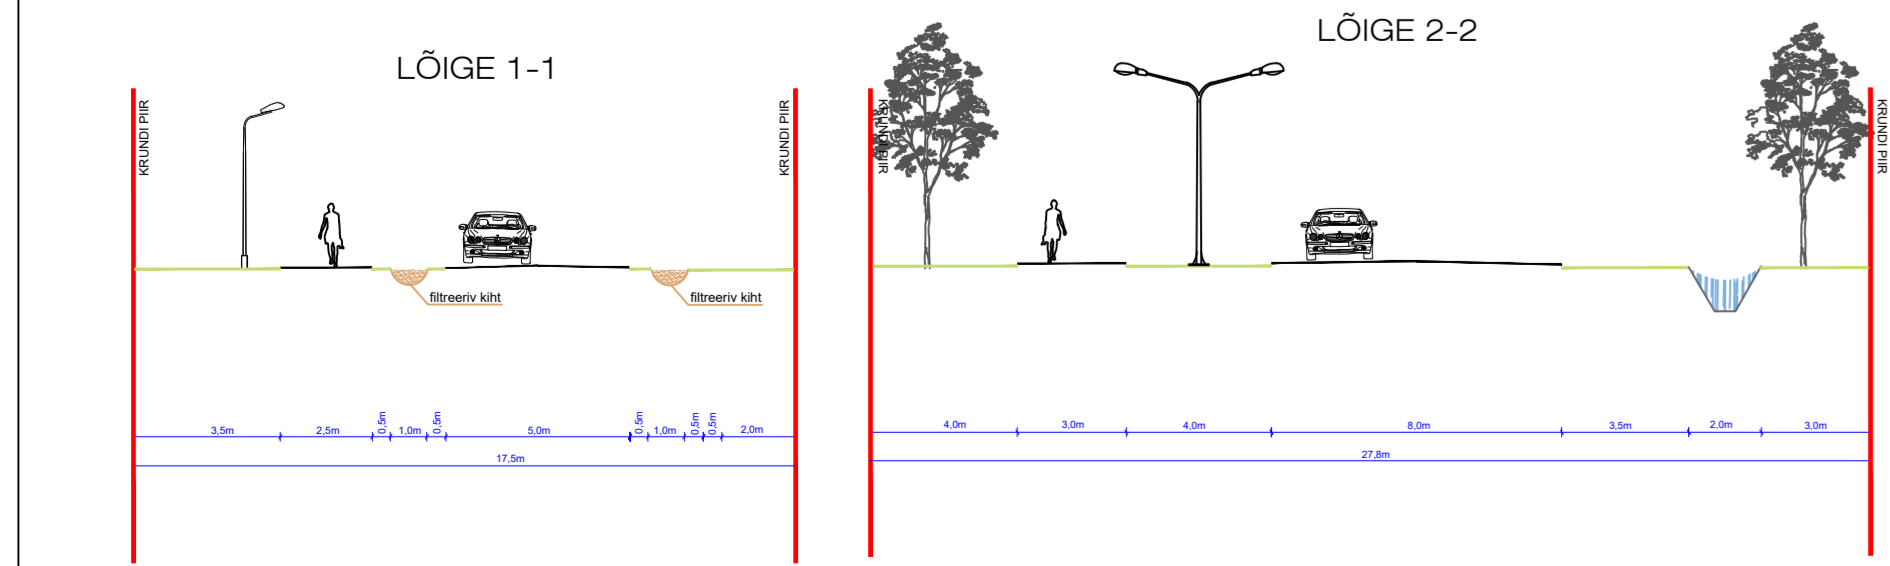 LÕIGE 1-1
KRUNDI PIIR
KRUNDI PIIR
filtreeriv kiht
filtreeriv kiht
3,5m
2,5m
0,5m
1,0m
0,5m
5,0m
0,5m
1,0m
0,5m
0,5m
2,0m
17,5m
LÕIGE 2-2
KRUNDI PIIR
KRUNDI PIIR
4,0m
3,0m
4,0m
8,0m
3,5m
2,0m
3,0m
27,8m